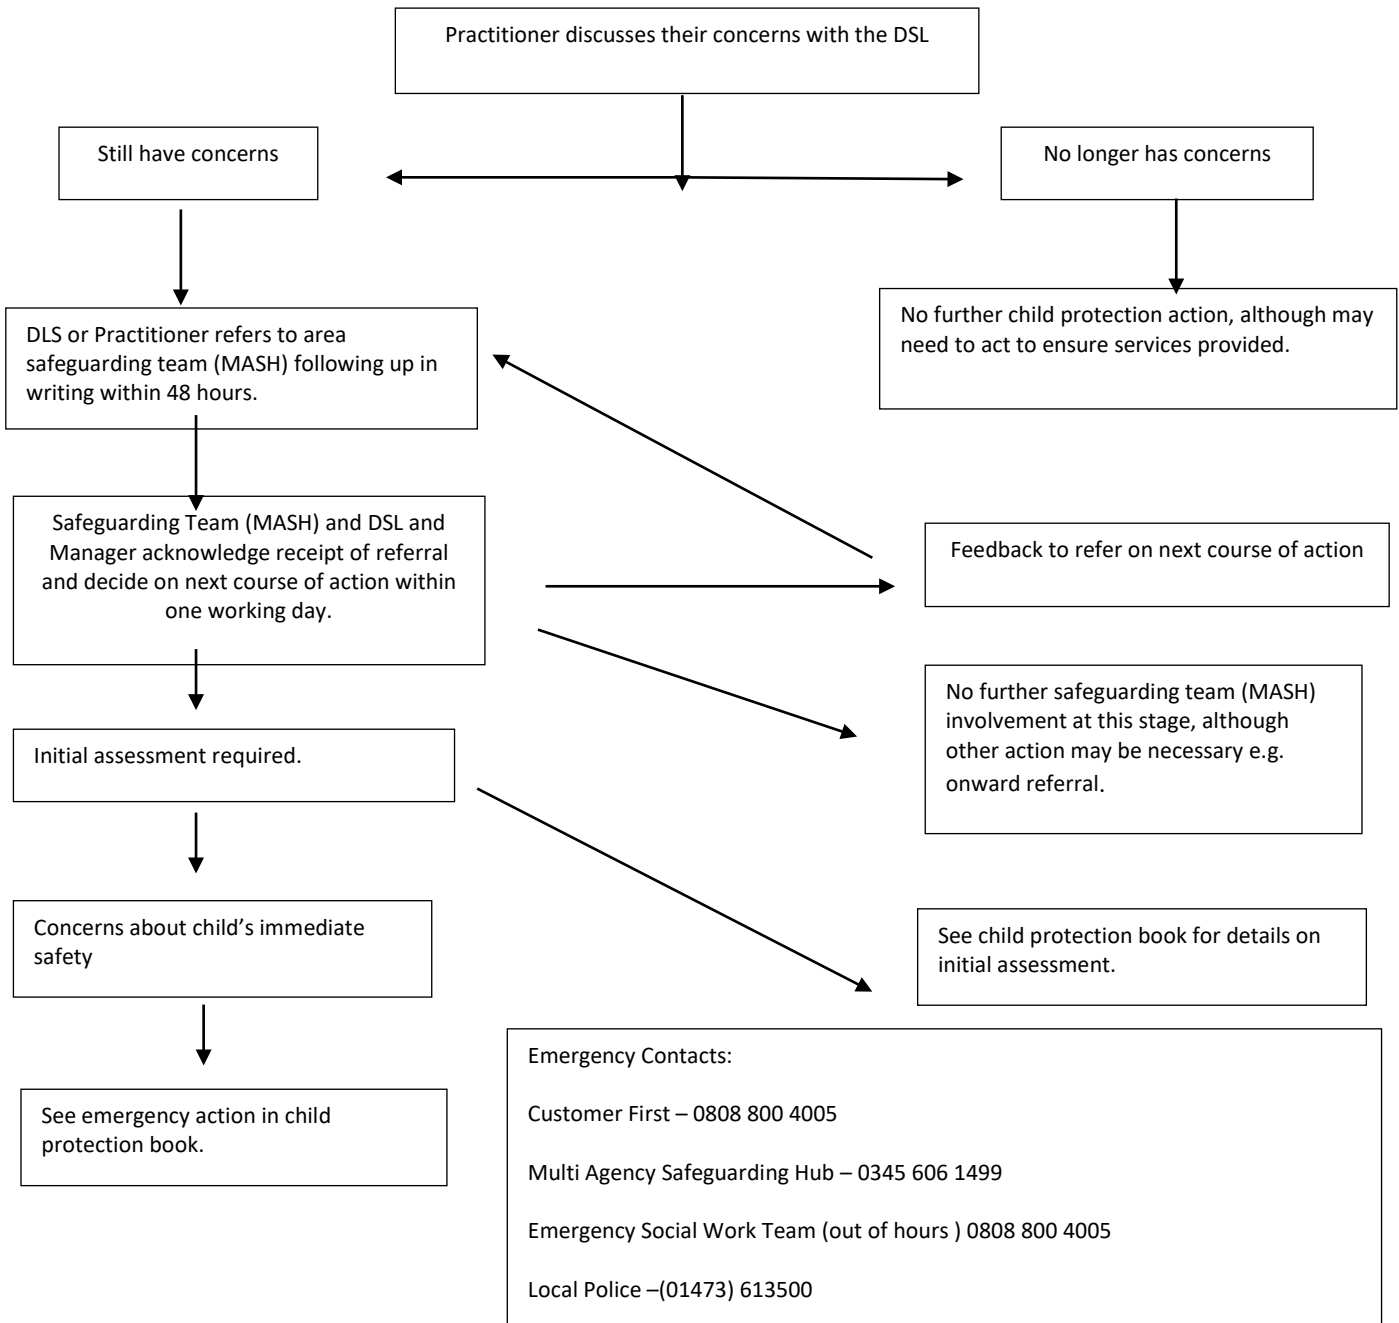 Practitioner discusses their concerns with the DSL
Still have concerns
No longer has concerns
DLS or Practitioner refers to area
safeguarding team (MASH) following up in
writing within 48 hours.
No further child protection action, although may
need to act to ensure services provided.
Safeguarding Team (MASH) and DSL and
Manager acknowledge receipt of referral
and decide on next course of action within
one working day.
Feedback to refer on next course of action
No further safeguarding team (MASH)
involvement at this stage, although
other action may be necessary e.g.
onward referral.
Initial assessment required.
Concerns about child’s immediate
safety
See child protection book for details on
initial assessment.
See emergency action in child
protection book.
Emergency Contacts:
Customer First – 0808 800 4005
Multi Agency Safeguarding Hub – 0345 606 1499
Emergency Social Work Team (out of hours ) 0808 800 4005
Local Police –(01473) 613500